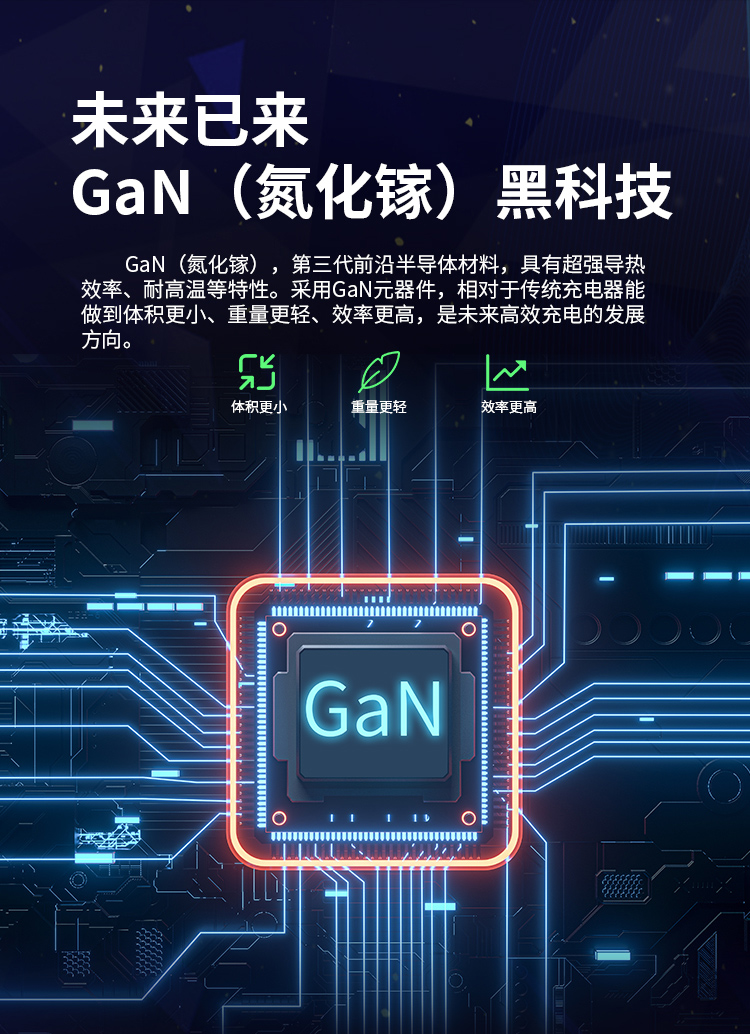 未来已来
GaN（氮化镓）黑科技
GaN（氮化镓），第三代前沿半导体材料，具有超强导热
效率、耐高温等特性。采用GaN元器件，相对于传统充电器能
做到体积更小、重量更轻、效率更高，是未来高效充电的发展
方向。
体积更小 重量更轻 效率更高
GaN